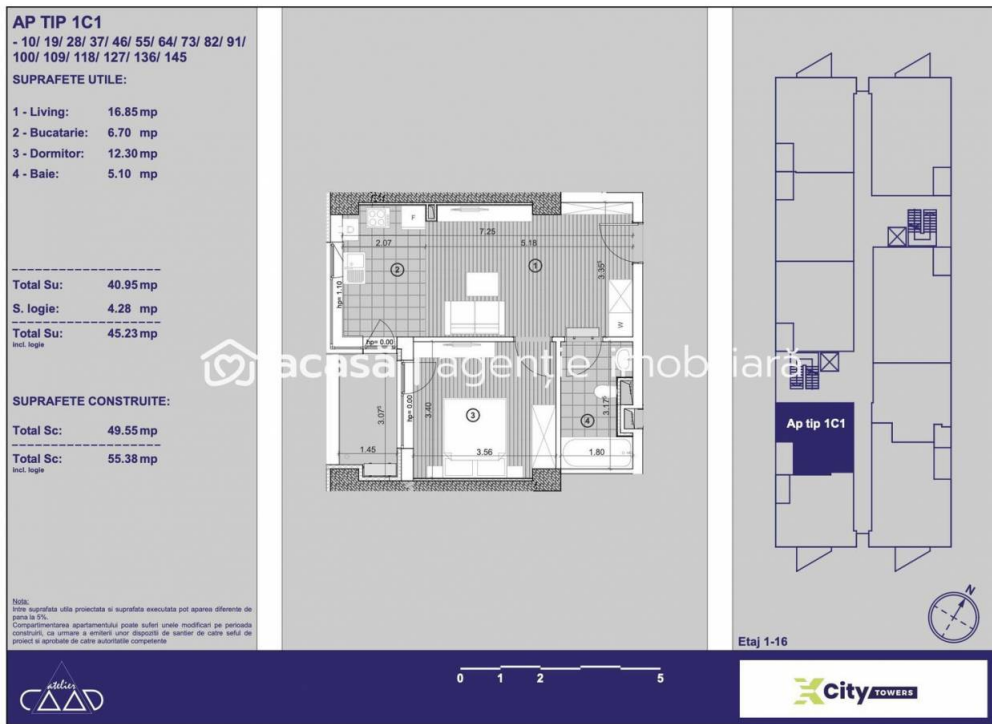 AP TIP 1C1
- 10/ 19/ 28/ 37/ 46/ 55/ 64/ 73/ 82/ 91/
100/ 109/ 118/ 127/ 136/ 145
SUPRAFETE UTILE:
1 - Living: 16.85 mp
2 - Bucatarie: 6.70 mp
3 - Dormitor: 12.30 mp
4 - Baie: 5.10 mp
Total Su: 40.95 mp
S. logie: 4.28 mp
Total Su: 45.23 mp
incl. logie
SUPRAFETE CONSTRUITE:
Total Sc: 49.55 mp
Total Sc: 55.38 mp
incl. logie
Nota:
Intre suprafata utila proiectata si suprafata executata pot aparea diferente de
pana la 5%.
Compartimentarea apartamentului poate suferi unele modificari pe perioada
construirii, ca urmare a emiterii unor dispozitii de santier de catre seful de
proiect si aprobate de catre autoritatile competente
F
7.25
2.07
5.18
2
1
3.35⁵
hp= 1.10
W
hp= 0.00
acasă agenție imobiliară
hp= 0.00
3.07⁵
3.40
3
3.17⁵
4
1.45
3.56
1.80
Ap tip 1C1
N
Etaj 1-16
atelier
CAAD
0 1 2 5
City TOWERS